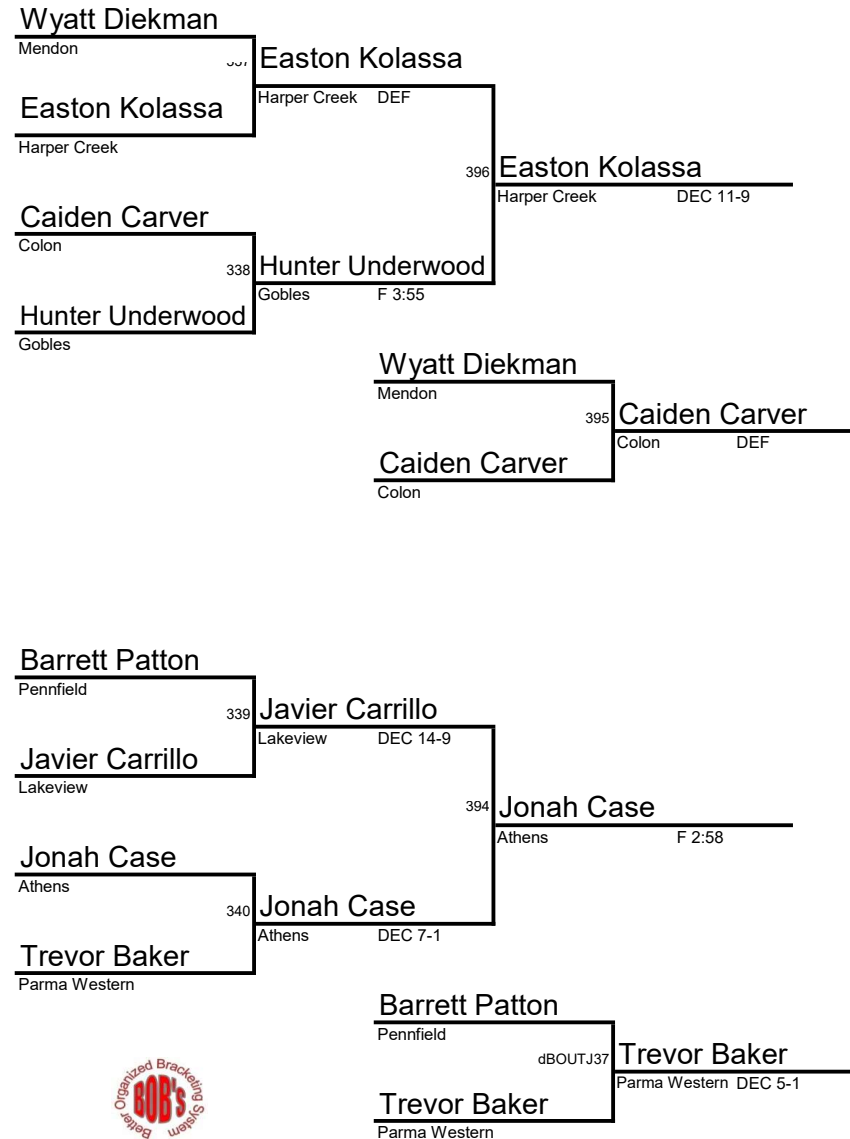 Wyatt Diekman
Mendon
Easton Kolassa
Harper Creek DEF
Easton Kolassa
Harper Creek
396 Easton Kolassa
Harper Creek DEC 11-9
Caiden Carver
Colon
338 Hunter Underwood
Gobles F 3:55
Hunter Underwood
Gobles
Wyatt Diekman
Mendon
395 Caiden Carver
Colon DEF
Caiden Carver
Colon
Barrett Patton
Pennfield
339 Javier Carrillo
Lakeview DEC 14-9
Javier Carrillo
Lakeview
394 Jonah Case
Athens F 2:58
Jonah Case
Athens
340 Jonah Case
Athens DEC 7-1
Trevor Baker
Parma Western
Barrett Patton
Pennfield
dBOUTJ37 Trevor Baker
Parma Western DEC 5-1
Trevor Baker
Parma Western
Better Organized Bracketing System
BOB's